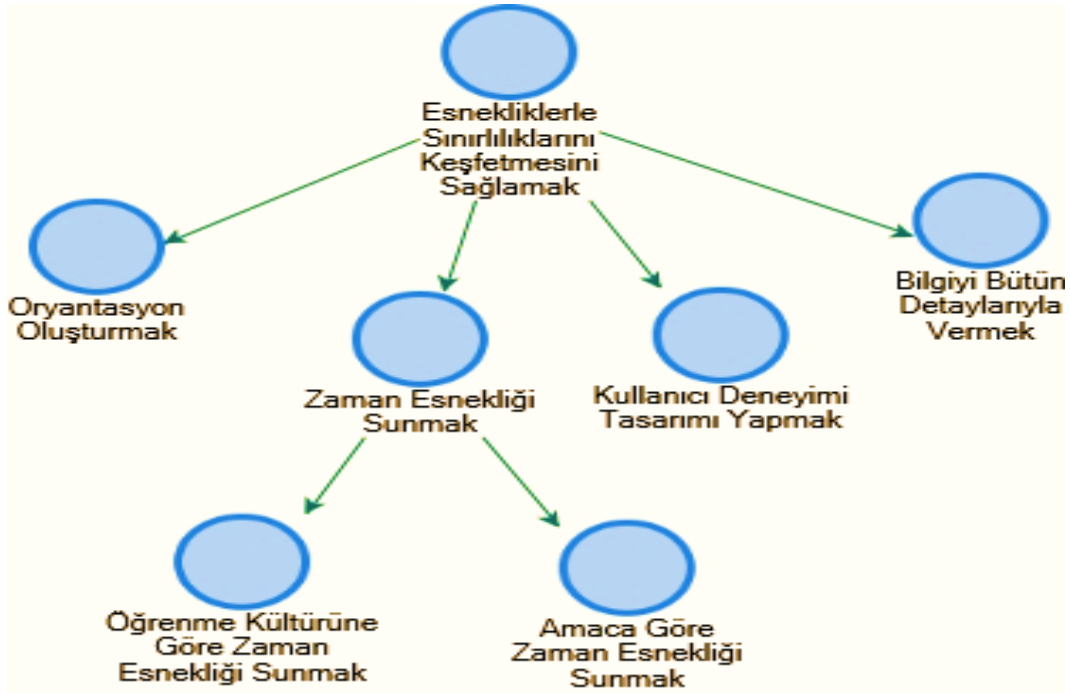 Esnekliklerle
Sınırlılıklarını
Keşfetmesini
Sağlamak
Oryantasyon
Oluşturmak
Bilgiyi Bütün
Detaylarıyla
Vermek
Zaman Esnekliği
Sunmak
Kullanıcı Deneyimi
Tasarımı Yapmak
Öğrenme Kültürüne
Göre Zaman
Esnekliği Sunmak
Amaca Göre
Zaman Esnekliği
Sunmak